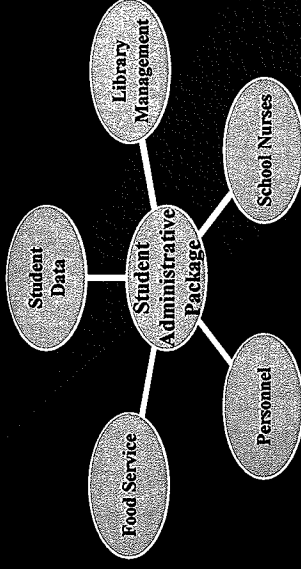 Student
Data
Food Service
Library
Management
Student
Administrative
Package
Personnel
School Nurses